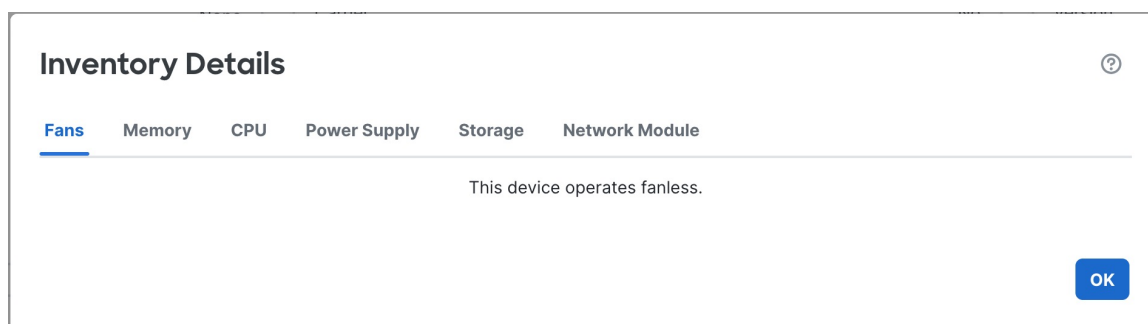 Inventory Details
Fans Memory CPU Power Supply Storage Network Module
This device operates fanless.
OK